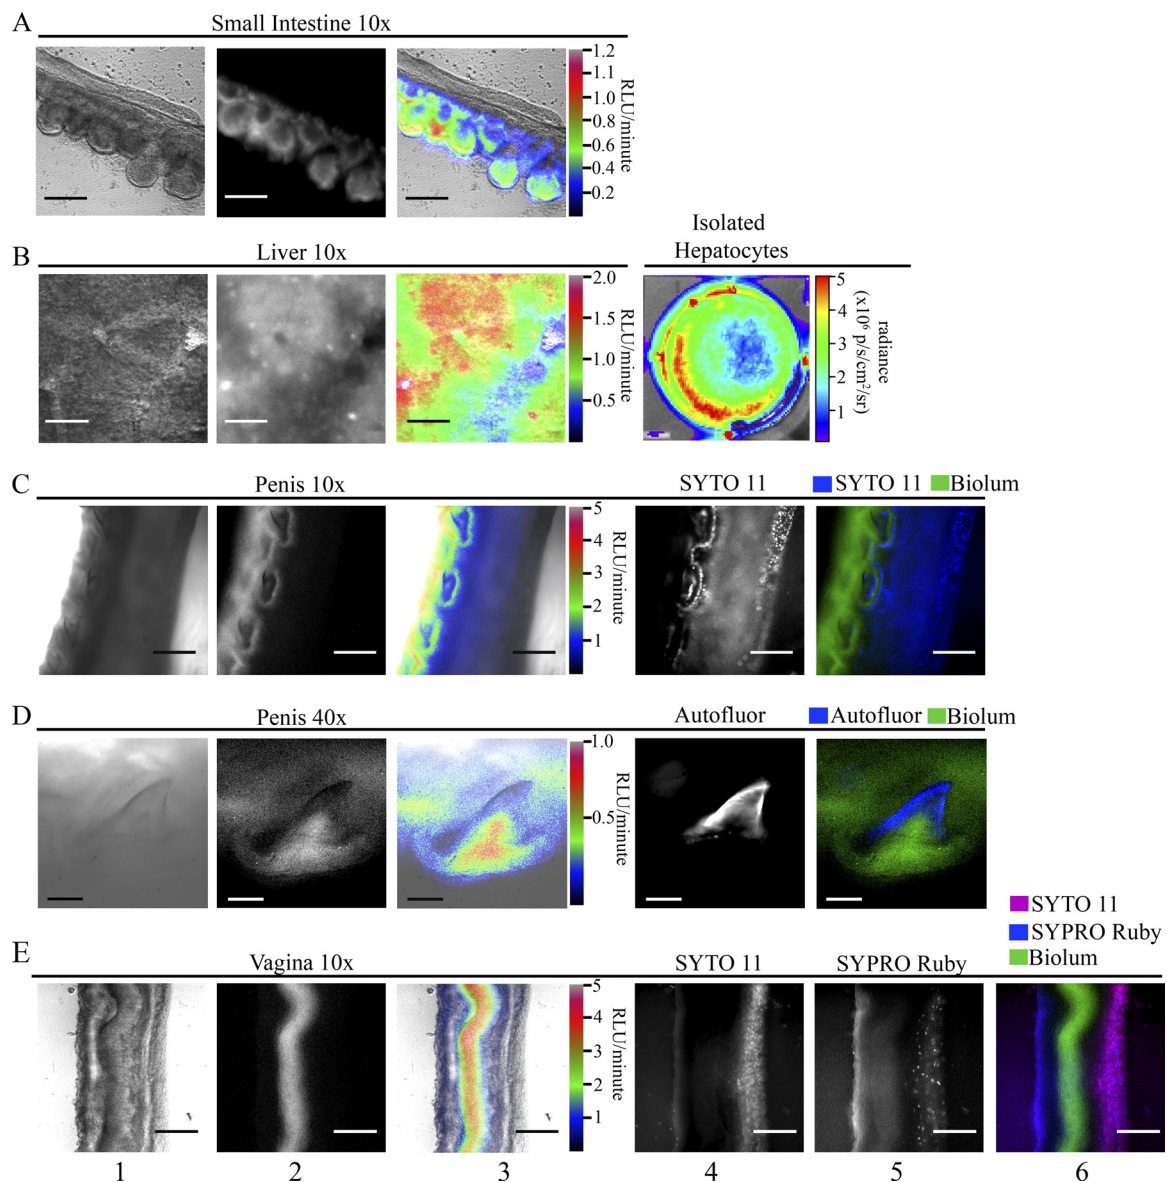 A
Small Intestine 10x
1.2
1.1
1.0
0.8
0.6
0.4
0.2
RLU/minute
B
Liver 10x
Isolated
Hepatocytes
2.0
1.5
1.0
0.5
RLU/minute
5
4
3
2
1
radiance
(x10⁶ p/s/cm²/sr)
C
Penis 10x
SYTO 11
SYTO 11 Biolum
5
4
3
2
1
RLU/minute
D
Penis 40x
Autofluor
Autofluor Biolum
1.0
0.5
RLU/minute
SYTO 11
SYPRO Ruby
Biolum
E
Vagina 10x
SYTO 11
SYPRO Ruby
5
4
3
2
1
RLU/minute
1 2 3 4 5 6